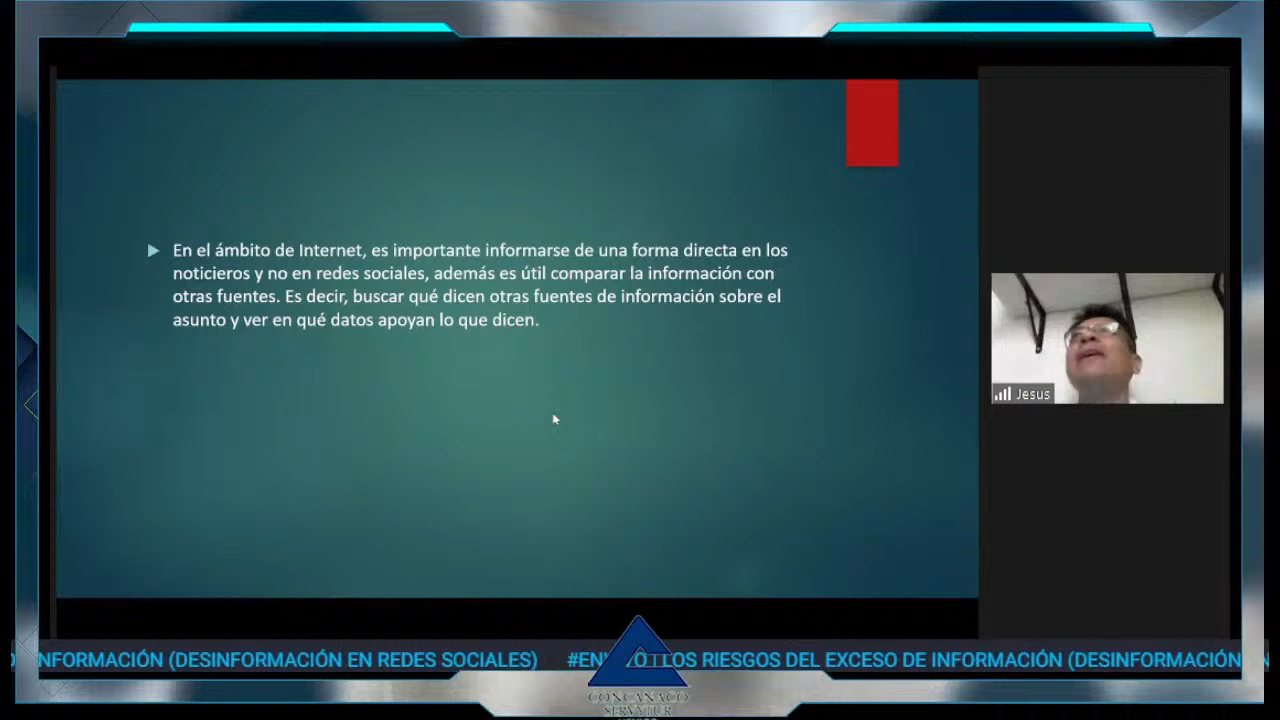 En el ámbito de Internet, es importante informarse de una forma directa en los
noticieros y no en redes sociales, además es útil comparar la información con
otras fuentes. Es decir, buscar qué dicen otras fuentes de información sobre el
asunto y ver en qué datos apoyan lo que dicen.
Jesus
NFORMACIÓN (DESINFORMACIÓN EN REDES SOCIALES) LOS RIESGOS DEL EXCESO DE INFORMACIÓN (DESINFORMACIÓN
CONCANACO
SERVYTUR